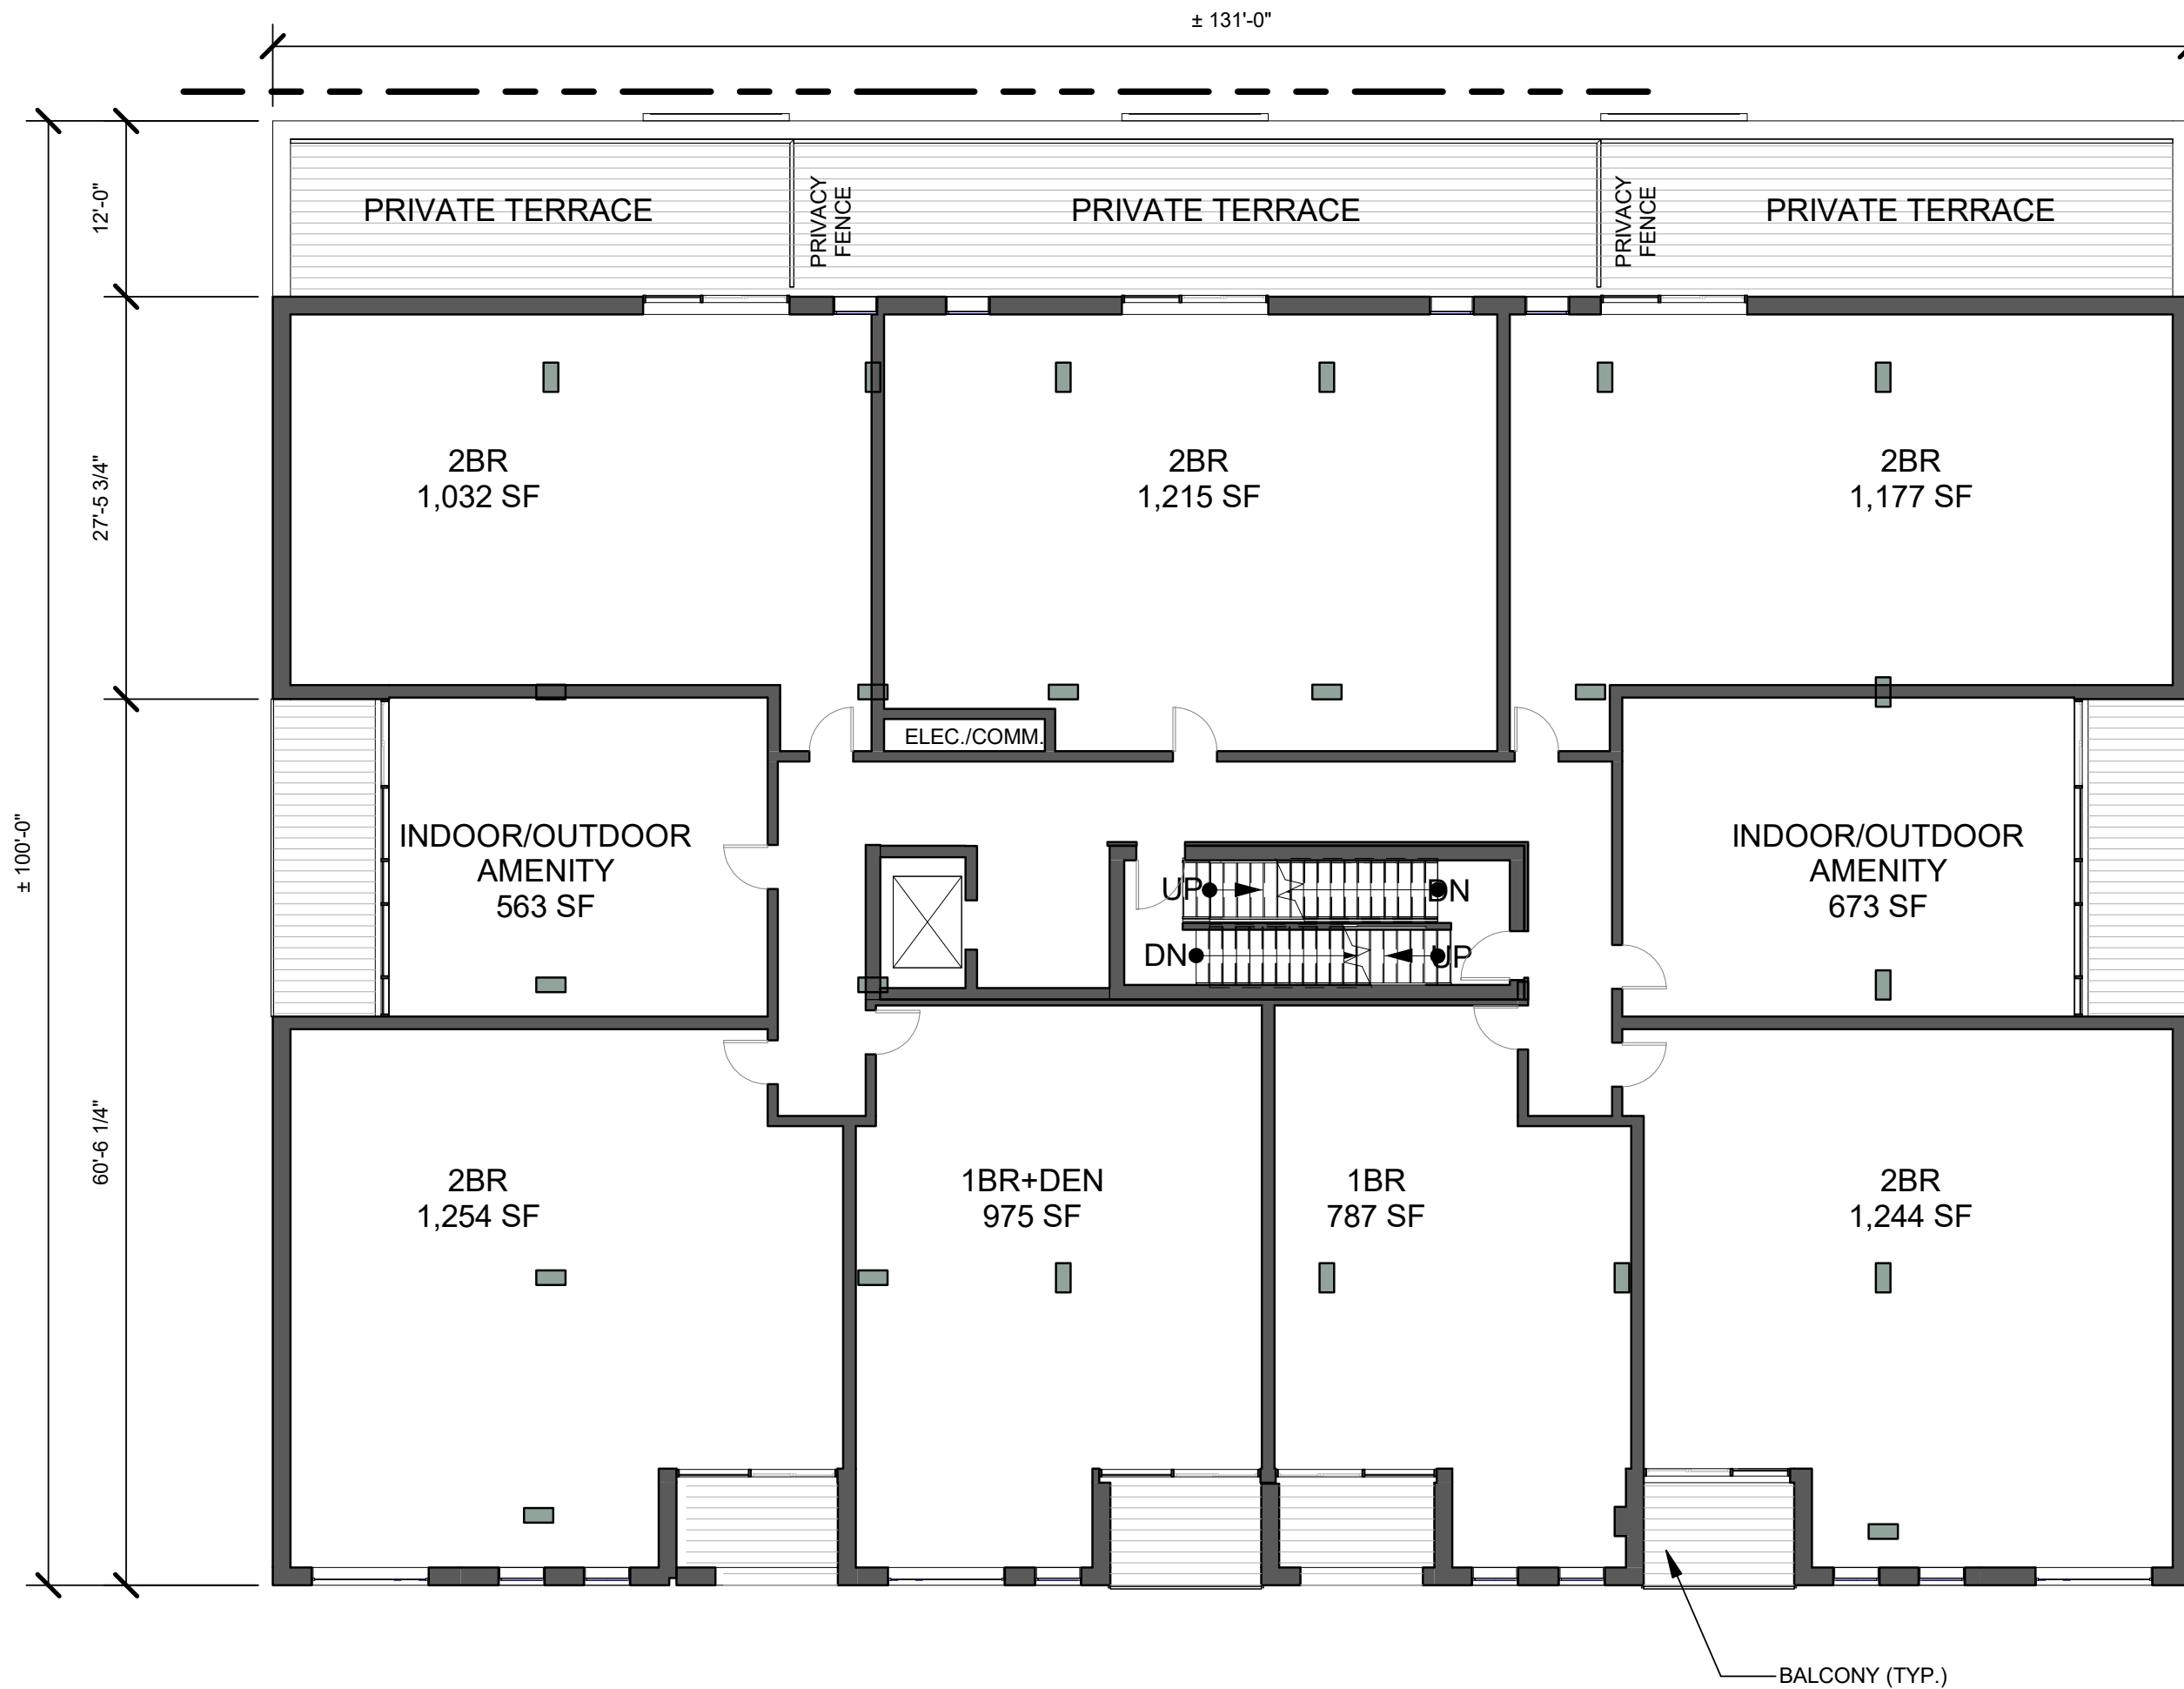 ± 131'-0"
12'-0"
27'-5 3/4"
60'-6 1/4"
± 100'-0"
PRIVATE TERRACE
PRIVACY
FENCE
PRIVATE TERRACE
PRIVACY
FENCE
PRIVATE TERRACE
2BR
1,032 SF
2BR
1,215 SF
2BR
1,177 SF
ELEC./COMM.
INDOOR/OUTDOOR
AMENITY
563 SF
UP
DN
DN
UP
INDOOR/OUTDOOR
AMENITY
673 SF
2BR
1,254 SF
1BR+DEN
975 SF
1BR
787 SF
2BR
1,244 SF
BALCONY (TYP.)